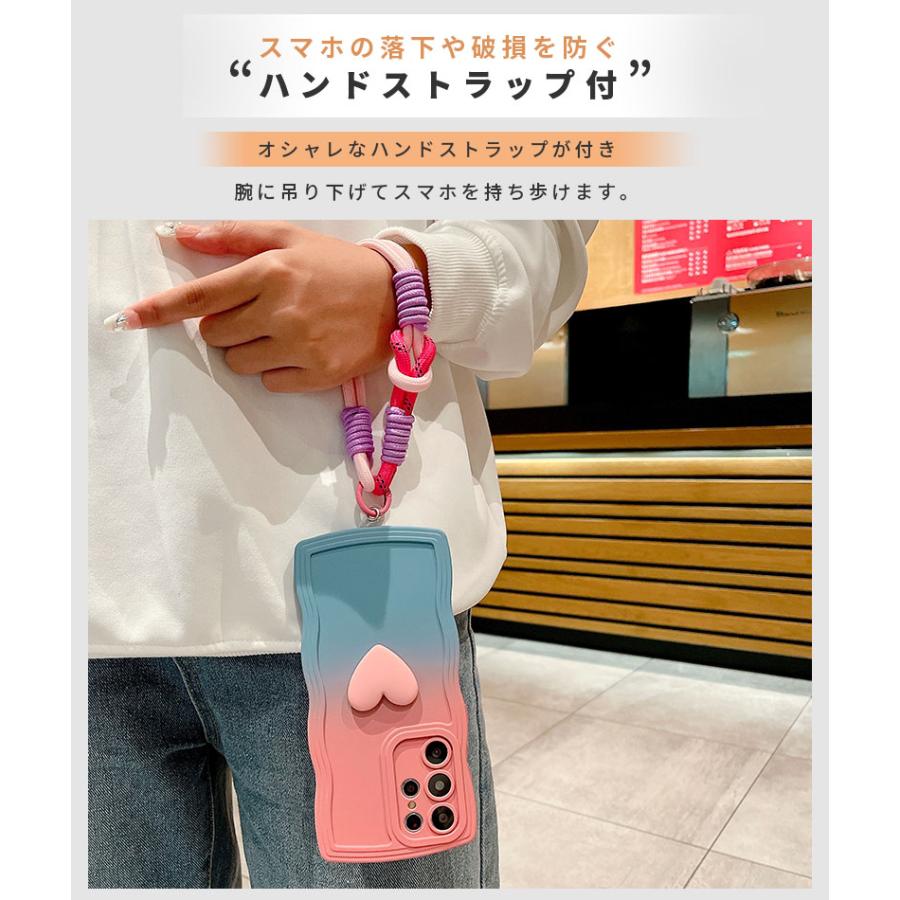 スマホの落下や破損を防ぐ
“ハンドストラップ付”
オシャレなハンドストラップが付き
腕に吊り下げてスマホを持ち歩けます。